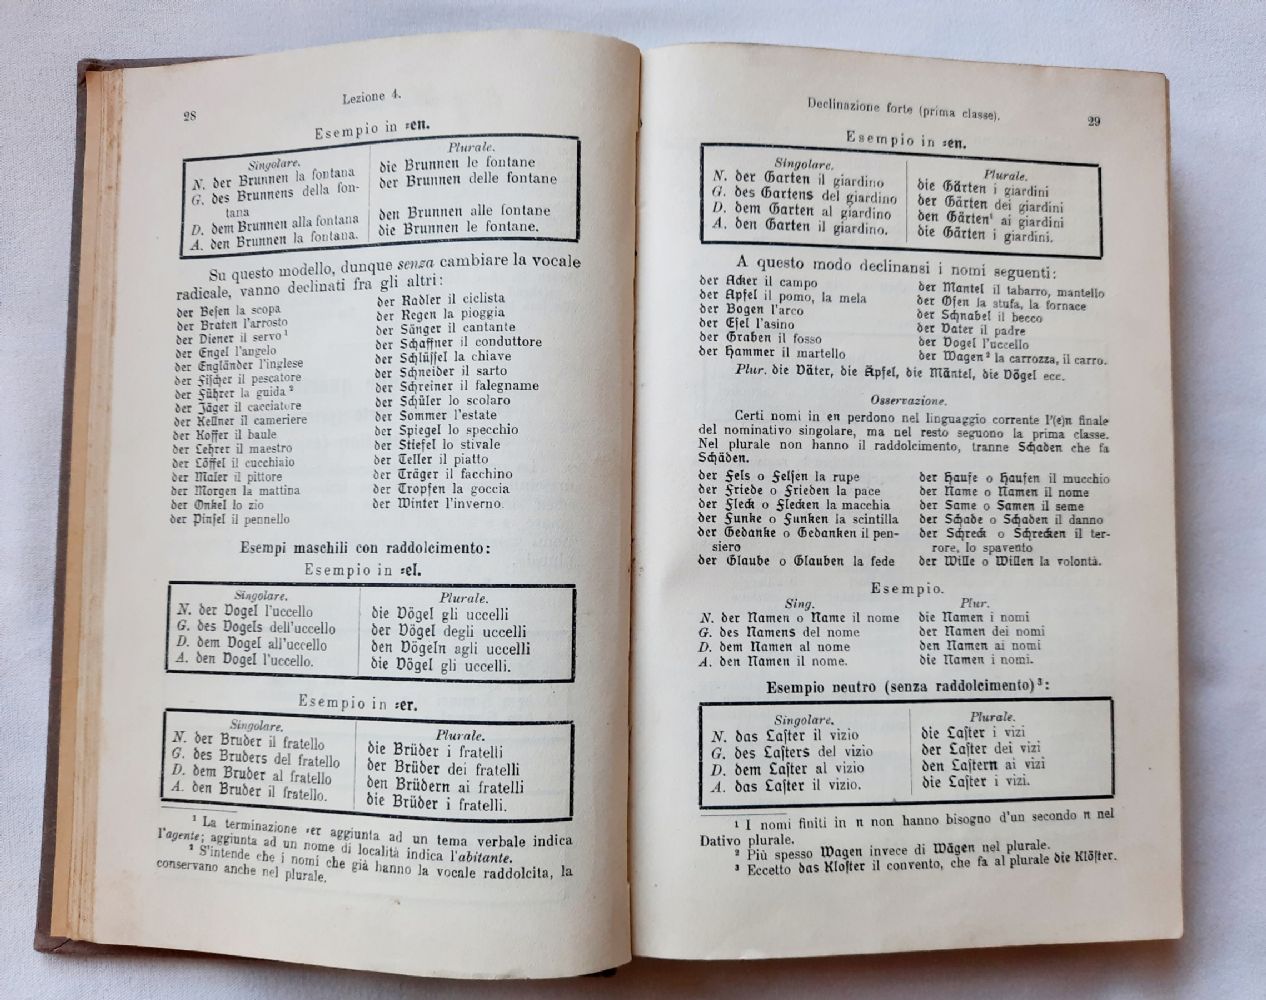 28
Lezione 4.
Esempio in ⸗en.
Singolare.
N. der Brunnen la fontana
G. des Brunnens della fon-
tana
D. dem Brunnen alla fontana
A. den Brunnen la fontana.
Plurale.
die Brunnen le fontane
der Brunnen delle fontane
den Brunnen alle fontane
die Brunnen le fontane.
Su questo modello, dunque senza cambiare la vocale
radicale, vanno declinati fra gli altri:
der Besen la scopa
der Braten l'arrosto
der Diener il servo¹
der Engel l'angelo
der Engländer l'inglese
der Fischer il pescatore
der Führer la guida²
der Jäger il cacciatore
der Kellner il cameriere
der Koffer il baule
der Lehrer il maestro
der Löffel il cucchiaio
der Maler il pittore
der Morgen la mattina
der Onkel lo zio
der Pinsel il pennello
der Radler il ciclista
der Regen la pioggia
der Sänger il cantante
der Schaffner il conduttore
der Schlüssel la chiave
der Schneider il sarto
der Schreiner il falegname
der Schüler lo scolaro
der Sommer l'estate
der Spiegel lo specchio
der Stiefel lo stivale
der Teller il piatto
der Träger il facchino
der Tropfen la goccia
der Winter l'inverno.
Esempi maschili con raddolcimento:
Esempio in ⸗el.
Singolare.
N. der Vogel l'uccello
G. des Vogels dell'uccello
D. dem Vogel all'uccello
A. den Vogel l'uccello.
Plurale.
die Vögel gli uccelli
der Vögel degli uccelli
den Vögeln agli uccelli
die Vögel gli uccelli.
Esempio in ⸗er.
Singolare.
N. der Bruder il fratello
G. des Bruders del fratello
D. dem Bruder al fratello
A. den Bruder il fratello.
Plurale.
die Brüder i fratelli
der Brüder dei fratelli
den Brüdern ai fratelli
die Brüder i fratelli.
¹ La terminazione ⸗er aggiunta ad un tema verbale indica
l'agente; aggiunta ad un nome di località indica l'abitante.
² S'intende che i nomi che già hanno la vocale raddolcita, la
conservano anche nel plurale.
Declinazione forte (prima classe).
29
Esempio in ⸗en.
Singolare.
N. der Garten il giardino
G. des Gartens del giardino
D. dem Garten al giardino
A. den Garten il giardino.
Plurale.
die Gärten i giardini
der Gärten dei giardini
den Gärten¹ ai giardini
die Gärten i giardini.
A questo modo declinansi i nomi seguenti:
der Acker il campo
der Apfel il pomo, la mela
der Bogen l'arco
der Esel l'asino
der Graben il fosso
der Hammer il martello
der Mantel il tabarro, mantello
der Ofen la stufa, la fornace
der Schnabel il becco
der Vater il padre
der Vogel l'uccello
der Wagen² la carrozza, il carro.
Plur. die Väter, die Äpfel, die Mäntel, die Vögel ecc.
Osservazione.
Certi nomi in en perdono nel linguaggio corrente l'(e)n finale
del nominativo singolare, ma nel resto seguono la prima classe.
Nel plurale non hanno il raddolcimento, tranne Schaden che fa
Schäden.
der Fels o Felsen la rupe
der Friede o Frieden la pace
der Fleck o Flecken la macchia
der Funke o Funken la scintilla
der Gedanke o Gedanken il pen-
siero
der Glaube o Glauben la fede
der Haufe o Haufen il mucchio
der Name o Namen il nome
der Same o Samen il seme
der Schade o Schaden il danno
der Schreck o Schrecken il ter-
rore, lo spavento
der Wille o Willen la volontà.
Esempio.
Sing.
N. der Namen o Name il nome
G. des Namens del nome
D. dem Namen al nome
A. den Namen il nome.
Plur.
die Namen i nomi
der Namen dei nomi
den Namen ai nomi
die Namen i nomi.
Esempio neutro (senza raddolcimento)³:
Singolare.
N. das Laster il vizio
G. des Lasters del vizio
D. dem Laster al vizio
A. das Laster il vizio.
Plurale.
die Laster i vizi
der Laster dei vizi
den Lastern ai vizi
die Laster i vizi.
¹ I nomi finiti in n non hanno bisogno d'un secondo n nel
Dativo plurale.
² Più spesso Wagen invece di Wägen nel plurale.
³ Eccetto das Kloster il convento, che fa al plurale die Klöster.